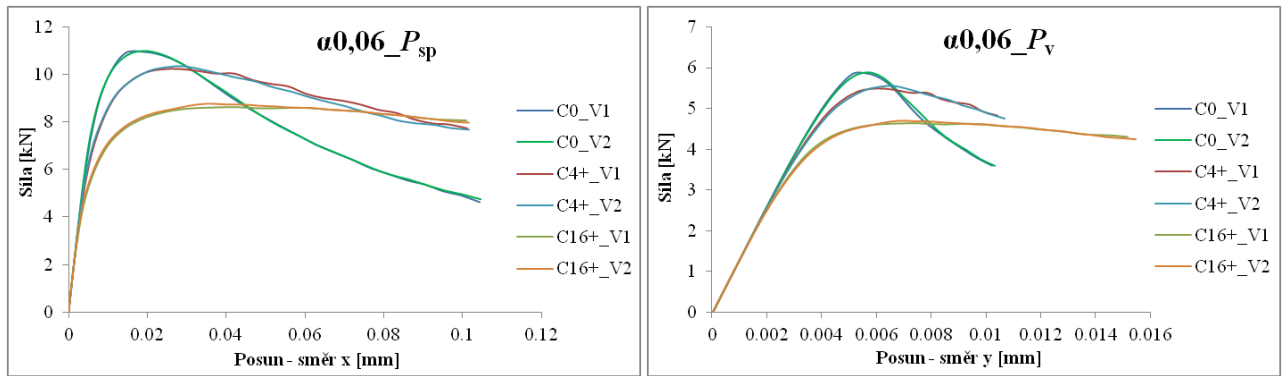 α0,06_Psp
Síla [kN]
12
10
8
6
4
2
0
0
0.02
0.04
0.06
0.08
0.1
0.12
Posun - směr x [mm]
C0_V1
C0_V2
C4+_V1
C4+_V2
C16+_V1
C16+_V2
α0,06_Pv
Síla [kN]
7
6
5
4
3
2
1
0
0
0.002
0.004
0.006
0.008
0.01
0.012
0.014
0.016
Posun - směr y [mm]
C0_V1
C0_V2
C4+_V1
C4+_V2
C16+_V1
C16+_V2